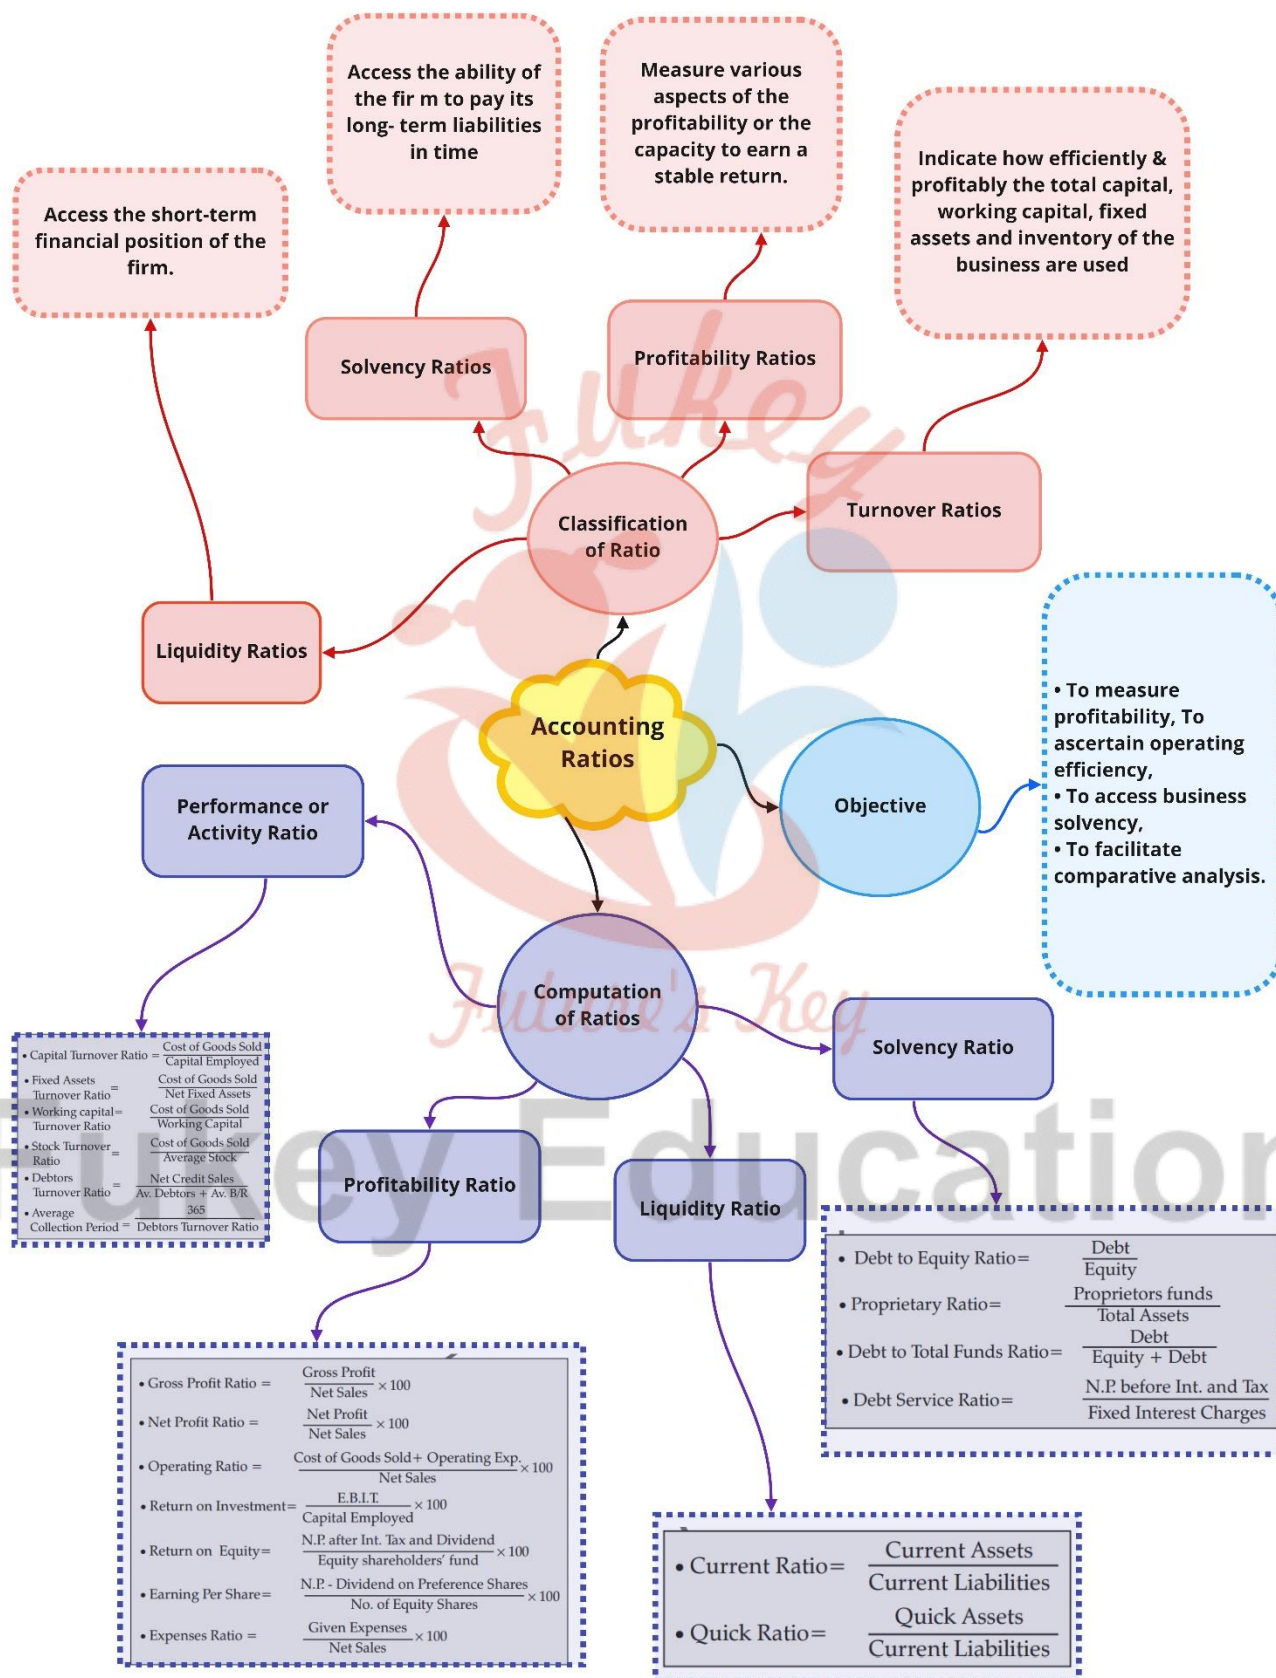 Access the ability of
the fir m to pay its
long- term liabilities
in time
Measure various
aspects of the
profitability or the
capacity to earn a
stable return.
Indicate how efficiently &
profitably the total capital,
working capital, fixed
assets and inventory of the
business are used
Access the short-term
financial position of the
firm.
Solvency Ratios
Profitability Ratios
Turnover Ratios
Classification
of Ratio
Liquidity Ratios
Fukey
Accounting
Ratios
Objective
• To measure
profitability, To
ascertain operating
efficiency,
• To access business
solvency,
• To facilitate
comparative analysis.
Performance or
Activity Ratio
Computation
of Ratios
Future's Key
Solvency Ratio
Profitability Ratio
Liquidity Ratio
Fukey Education
• Capital Turnover Ratio = Cost of Goods Sold
Capital Employed
• Fixed Assets
Turnover Ratio = Cost of Goods Sold
Net Fixed Assets
• Working capital
Turnover Ratio = Cost of Goods Sold
Working Capital
• Stock Turnover
Ratio = Cost of Goods Sold
Average Stock
• Debtors
Turnover Ratio = Net Credit Sales
Av. Debtors + Av. B/R
• Average
Collection Period = 365
Debtors Turnover Ratio
• Debt to Equity Ratio= Debt
Equity
• Proprietary Ratio= Proprietors funds
Total Assets
• Debt to Total Funds Ratio= Debt
Equity + Debt
• Debt Service Ratio= N.P. before Int. and Tax
Fixed Interest Charges
• Gross Profit Ratio = Gross Profit
Net Sales × 100
• Net Profit Ratio = Net Profit
Net Sales × 100
• Operating Ratio = Cost of Goods Sold+ Operating Exp.
Net Sales × 100
• Return on Investment= E.B.I.T.
Capital Employed × 100
• Return on Equity= N.P. after Int. Tax and Dividend
Equity shareholders' fund × 100
• Earning Per Share= N.P. - Dividend on Preference Shares
No. of Equity Shares × 100
• Expenses Ratio = Given Expenses
Net Sales × 100
• Current Ratio= Current Assets
Current Liabilities
• Quick Ratio= Quick Assets
Current Liabilities